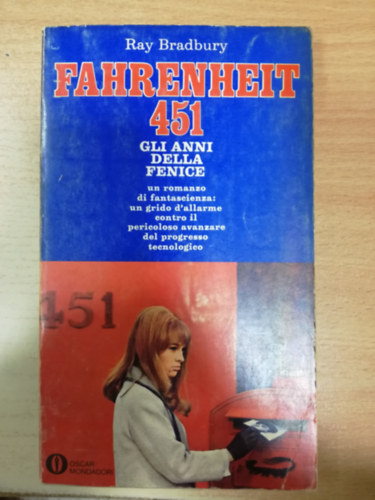 Ray Bradbury
FAHRENHEIT
451
GLI ANNI
DELLA
FENICE
un romanzo
di fantascienza:
un grido d'allarme
contro il
pericoloso avanzare
del progresso
tecnologico
451
OSCAR
MONDADORI